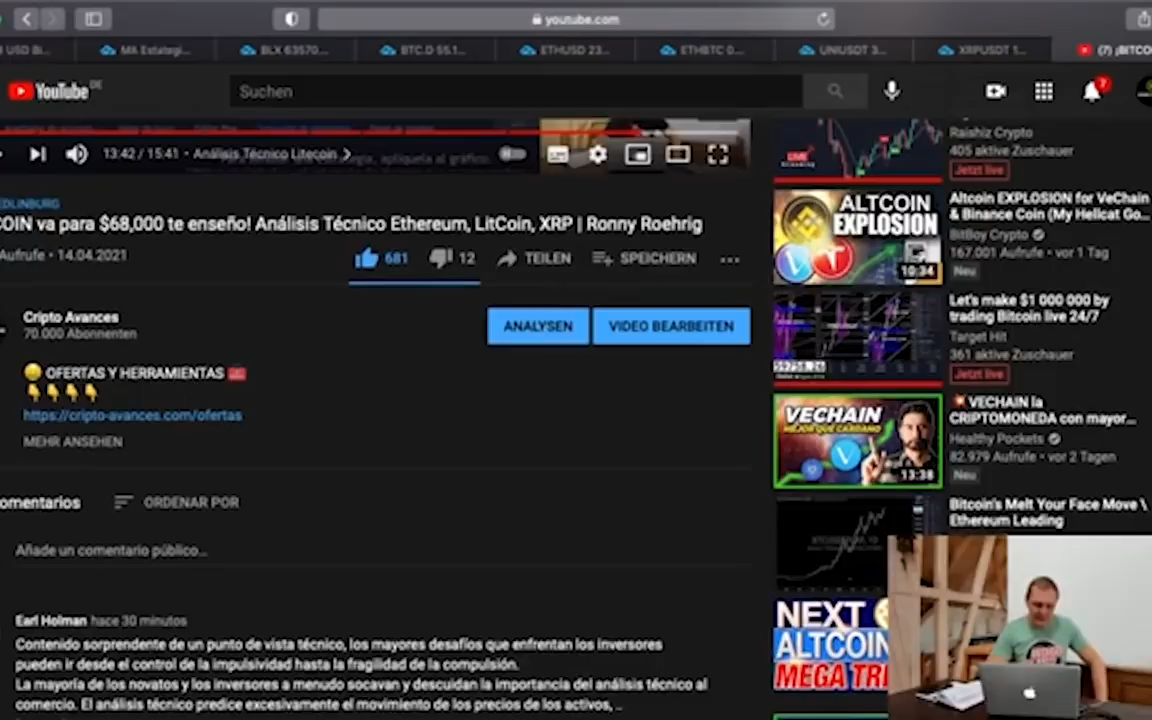 USD Bi...
MA Estategi...
BLX 63570...
BTC.D 55.1...
ETHUSD 23...
ETHBTC 0...
UNIUSDT 3...
XRPUSDT 1...
(7) ¡BITCO
youtube.com
YouTube DE
Suchen
7
13:42 / 15:41 • Análisis Técnico Litecoin
EDLINBURG
COIN va para $68,000 te enseño! Análisis Técnico Ethereum, LitCoin, XRP | Ronny Roehrig
Aufrufe • 14.04.2021
681
12
TEILEN
SPEICHERN
Cripto Avances
70.000 Abonnenten
ANALYSEN
VIDEO BEARBEITEN
OFERTAS Y HERRAMIENTAS
https://cripto-avances.com/ofertas
MEHR ANSEHEN
omentarios
ORDENAR POR
Añade un comentario público...
Earl Holman hace 30 minutos
Contenido sorprendente de un punto de vista técnico, los mayores desafíos que enfrentan los inversores
pueden ir desde el control de la impulsividad hasta la fragilidad de la compulsión.
La mayoría de los novatos y los inversores a menudo socavan y descuidan la importancia del análisis técnico al
comercio. El análisis técnico predice excesivamente el movimiento de los precios de los activos, ..
LIVE
Raishiz Crypto
405 aktive Zuschauer
Jetzt live
ALTCOIN
EXPLOSION
10:34
Altcoin EXPLOSION for VeChain
& Binance Coin (My Hellcat Go...
BitBoy Crypto
167.001 Aufrufe • vor 1 Tag
Neu
59758.26
Let's make $1 000 000 by
trading Bitcoin live 24/7
Target Hit
361 aktive Zuschauer
Jetzt live
VECHAIN
MEJOR QUE CARDANO
13:38
VECHAIN la
CRIPTOMONEDA con mayor...
Healthy Pockets
82.979 Aufrufe • vor 2 Tagen
Neu
Bitcoin's Melt Your Face Move \
Ethereum Leading
NEXT
ALTCOIN
MEGA TRE